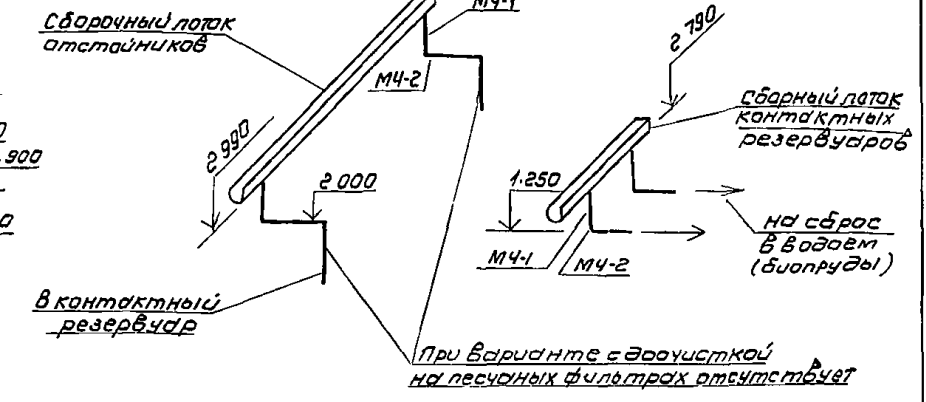 Сборочный лоток
отстойников
МЧ-1
МЧ-2
2 790
Сборный лоток
контактных
резервуаров
.900
2 990
2 000
1.250
на сброс
в водоем
(биопруды)
МЧ-1
МЧ-2
В контактный
резервуар
При варианте с доочисткой
на песчаных фильтрах отсутствует